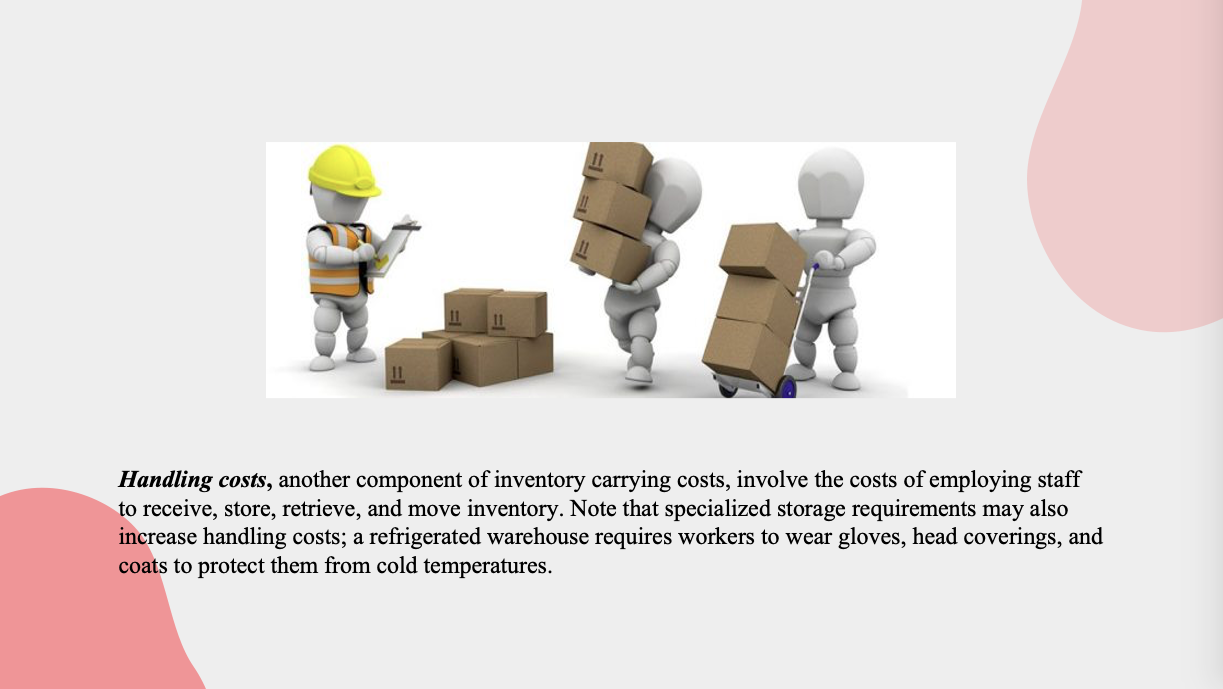 Handling costs, another component of inventory carrying costs, involve the costs of employing staff
to receive, store, retrieve, and move inventory. Note that specialized storage requirements may also
increase handling costs; a refrigerated warehouse requires workers to wear gloves, head coverings, and
coats to protect them from cold temperatures.